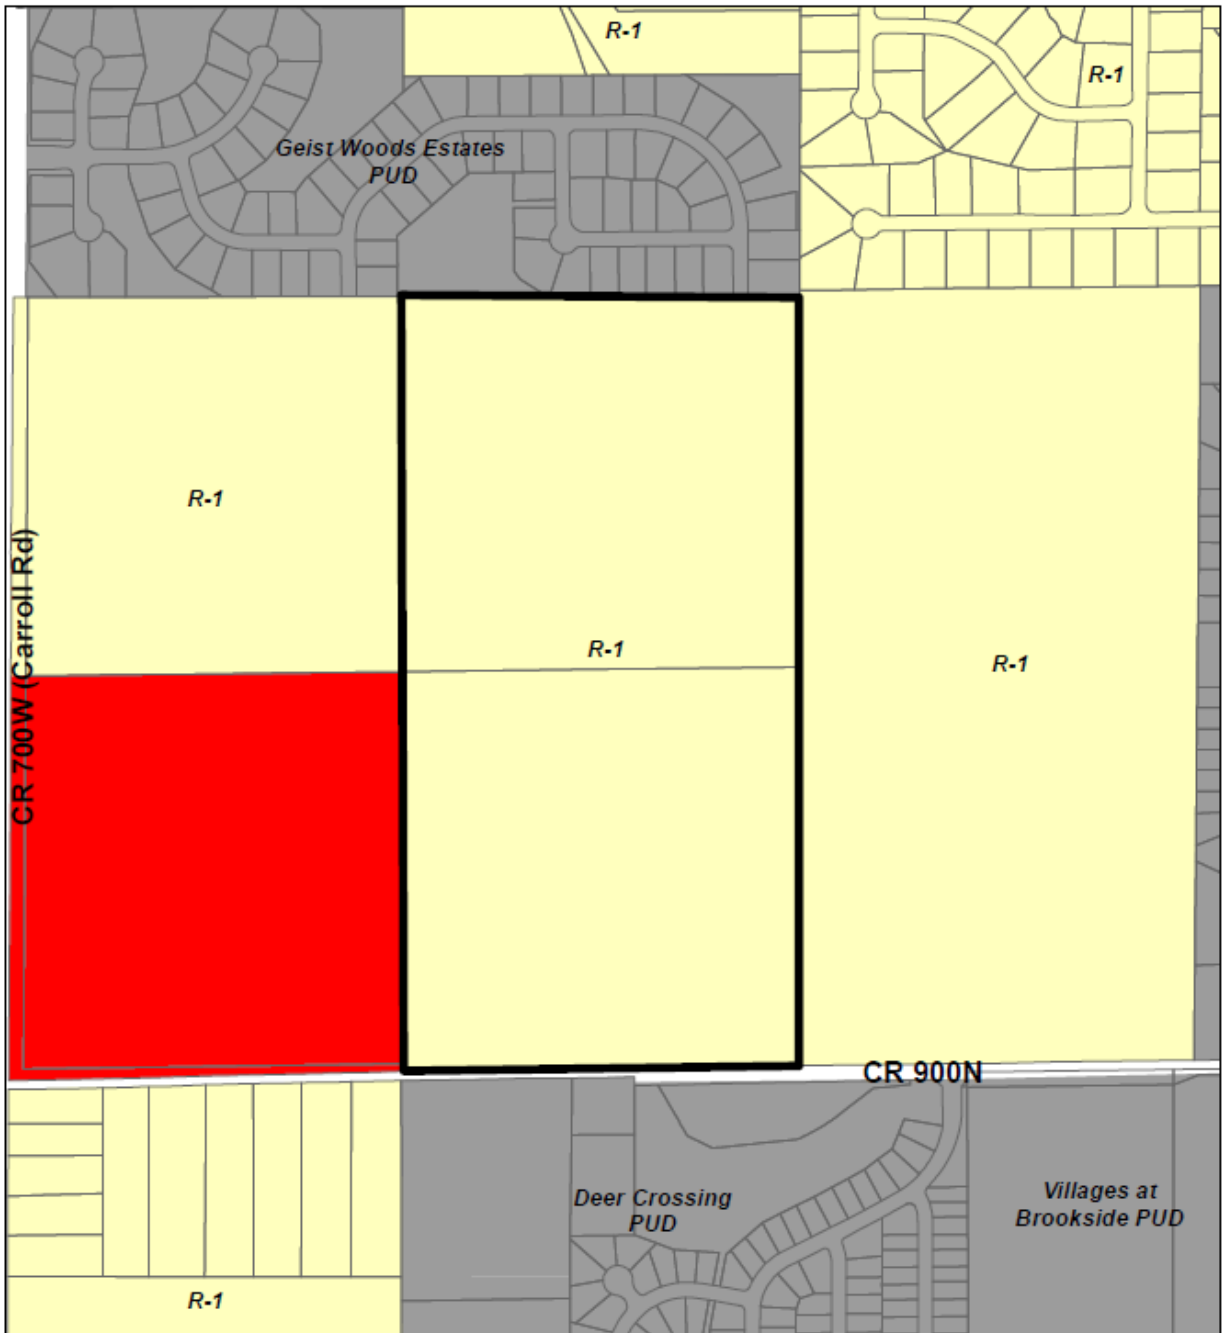 R-1
R-1
Geist Woods Estates
PUD
R-1
CR 700W (Carroll Rd)
R-1
R-1
CR 900N
Deer Crossing
PUD
Villages at
Brookside PUD
R-1